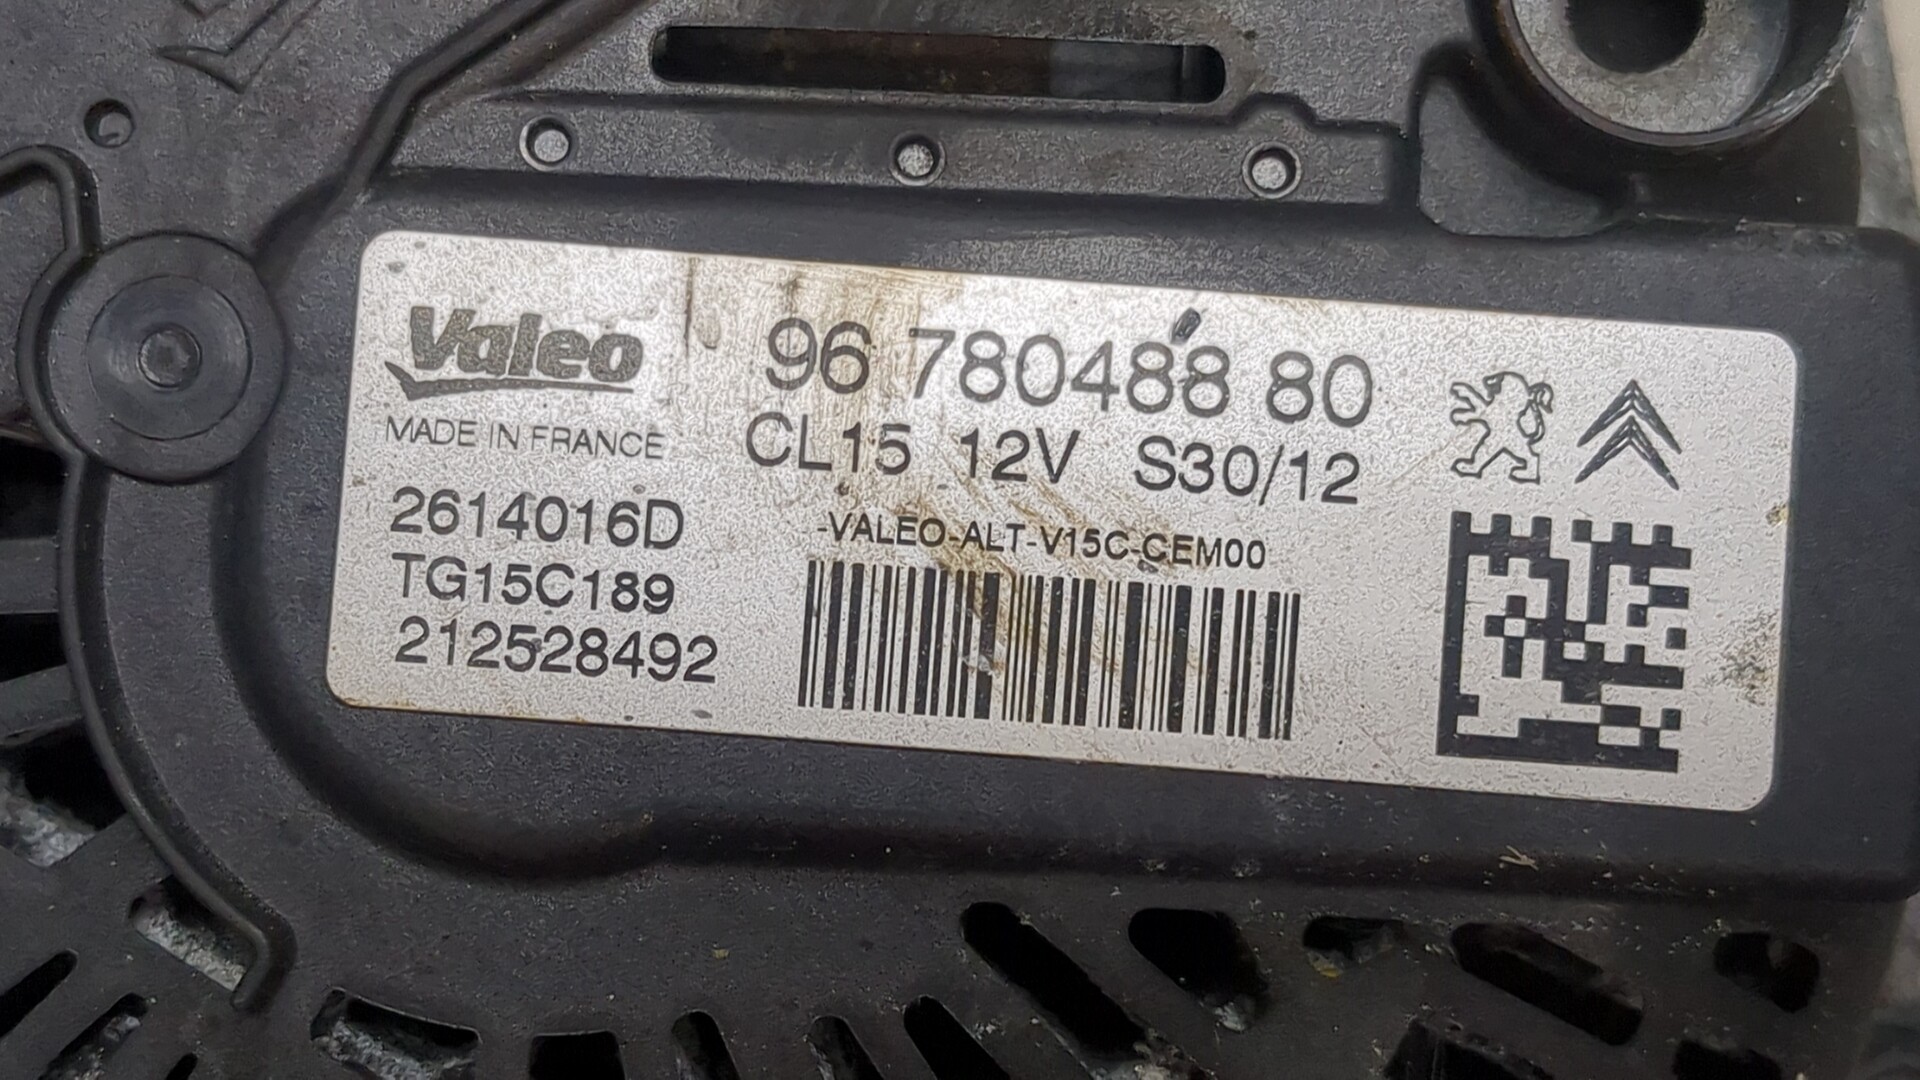 Valeo
MADE IN FRANCE
2614016D
TG15C189
212528492
96 780488 80
CL15 12V S30/12
-VALEO-ALT-V15C-CEM00